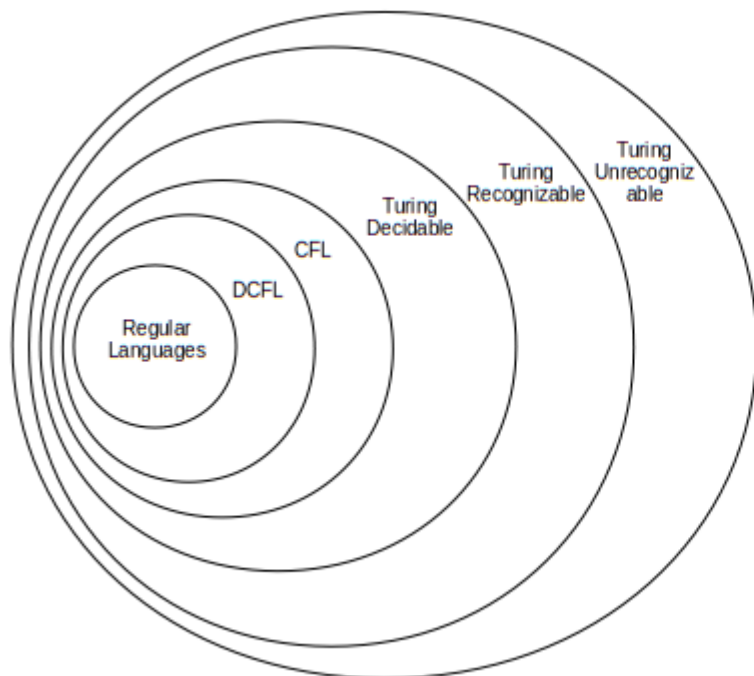 Regular
Languages
DCFL
CFL
Turing
Decidable
Turing
Recognizable
Turing
Unrecogniz
able